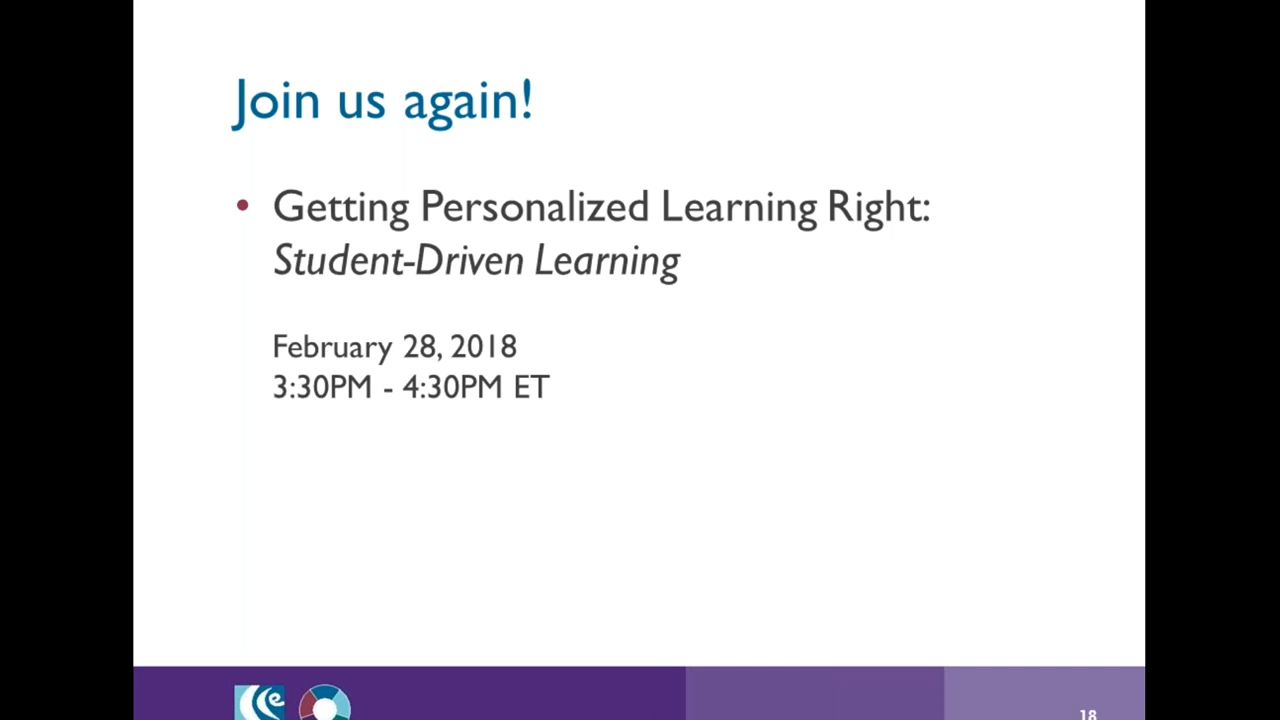 Join us again!
• Getting Personalized Learning Right:
Student-Driven Learning
February 28, 2018
3:30PM - 4:30PM ET
18